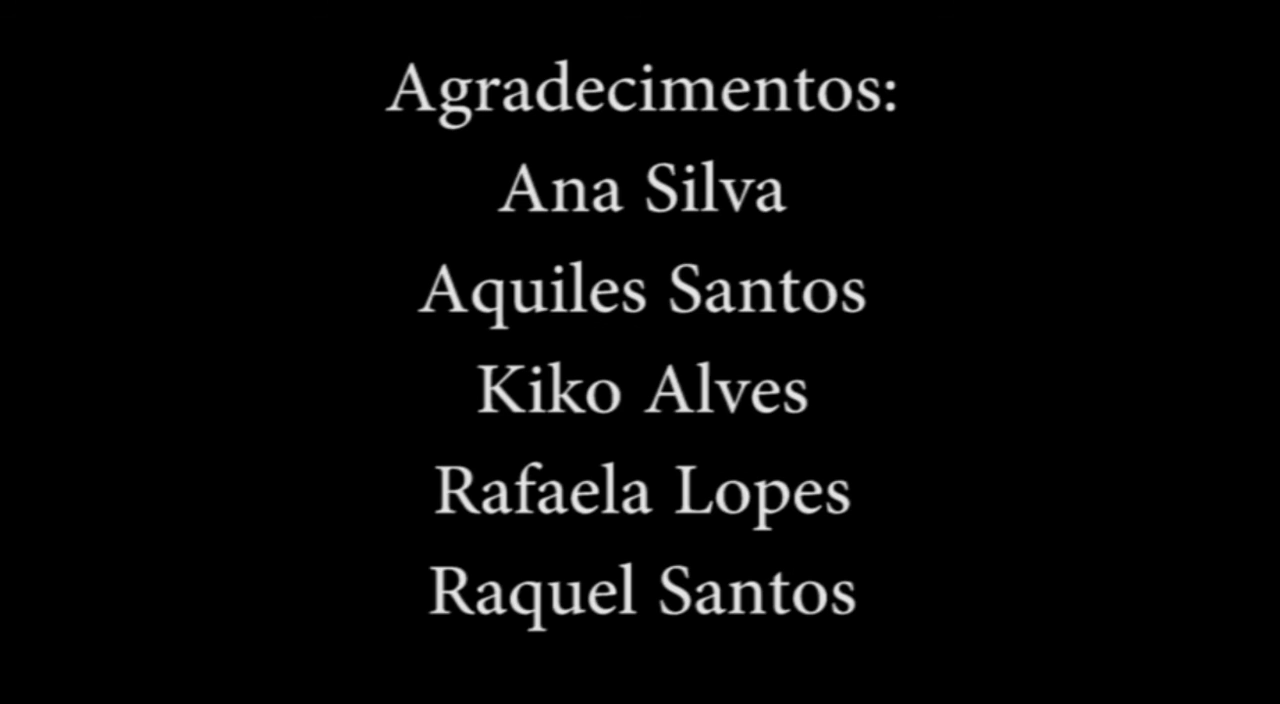 Agradecimentos:
Ana Silva
Aquiles Santos
Kiko Alves
Rafaela Lopes
Raquel Santos